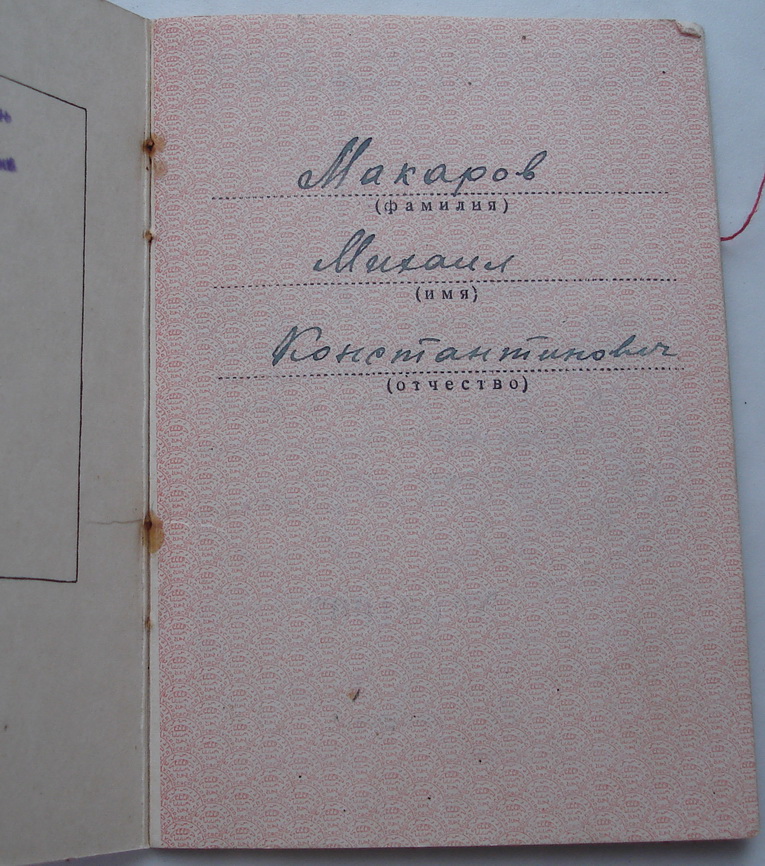 Макаров
(фамилия)
Михаил
(имя)
Константинович
(отчество)